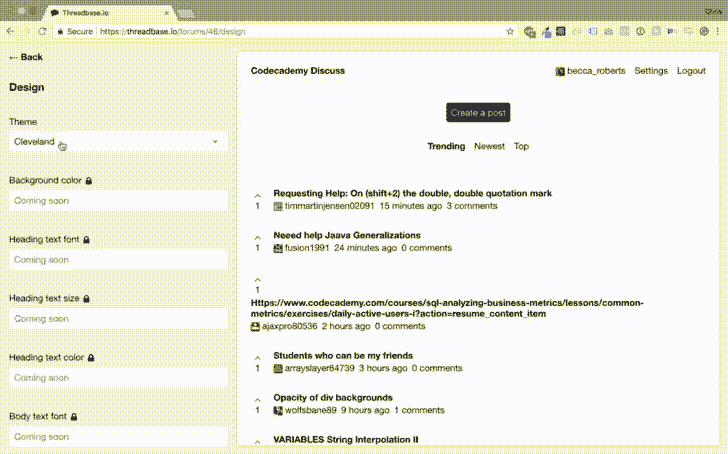 Threadbase.io
Secure https://threadbase.io/forums/46/design
← Back
Design
Theme
Cleveland
Background color
Coming soon
Heading text font
Coming soon
Heading text size
Coming soon
Heading text color
Coming soon
Body text font
Coming soon
Codecademy Discuss
becca_roberts Settings Logout
Create a post
Trending Newest Top
Requesting Help: On (shift+2) the double, double quotation mark
1 timmartinjensen02091 15 minutes ago 3 comments
Neeed help Jaava Generalizations
1 fusion1991 24 minutes ago 0 comments
1
Https://www.codecademy.com/courses/sql-analyzing-business-metrics/lessons/common-
metrics/exercises/daily-active-users-i?action=resume_content_item
ajaxpro80536 2 hours ago 0 comments
Students who can be my friends
1 arrayslayer84739 3 hours ago 0 comments
Opacity of div backgrounds
1 wolfsbane89 9 hours ago 1 comments
VARIABLES String Interpolation II
1